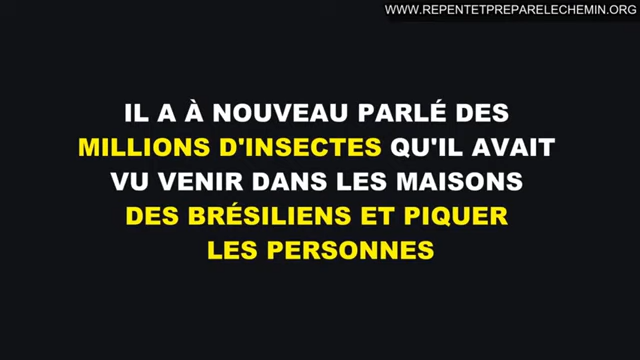 WWW.REPENTETPREPARELECHEMIN.ORG
IL A À NOUVEAU PARLÉ DES
MILLIONS D'INSECTES QU'IL AVAIT
VU VENIR DANS LES MAISONS
DES BRÉSILIENS ET PIQUER
LES PERSONNES